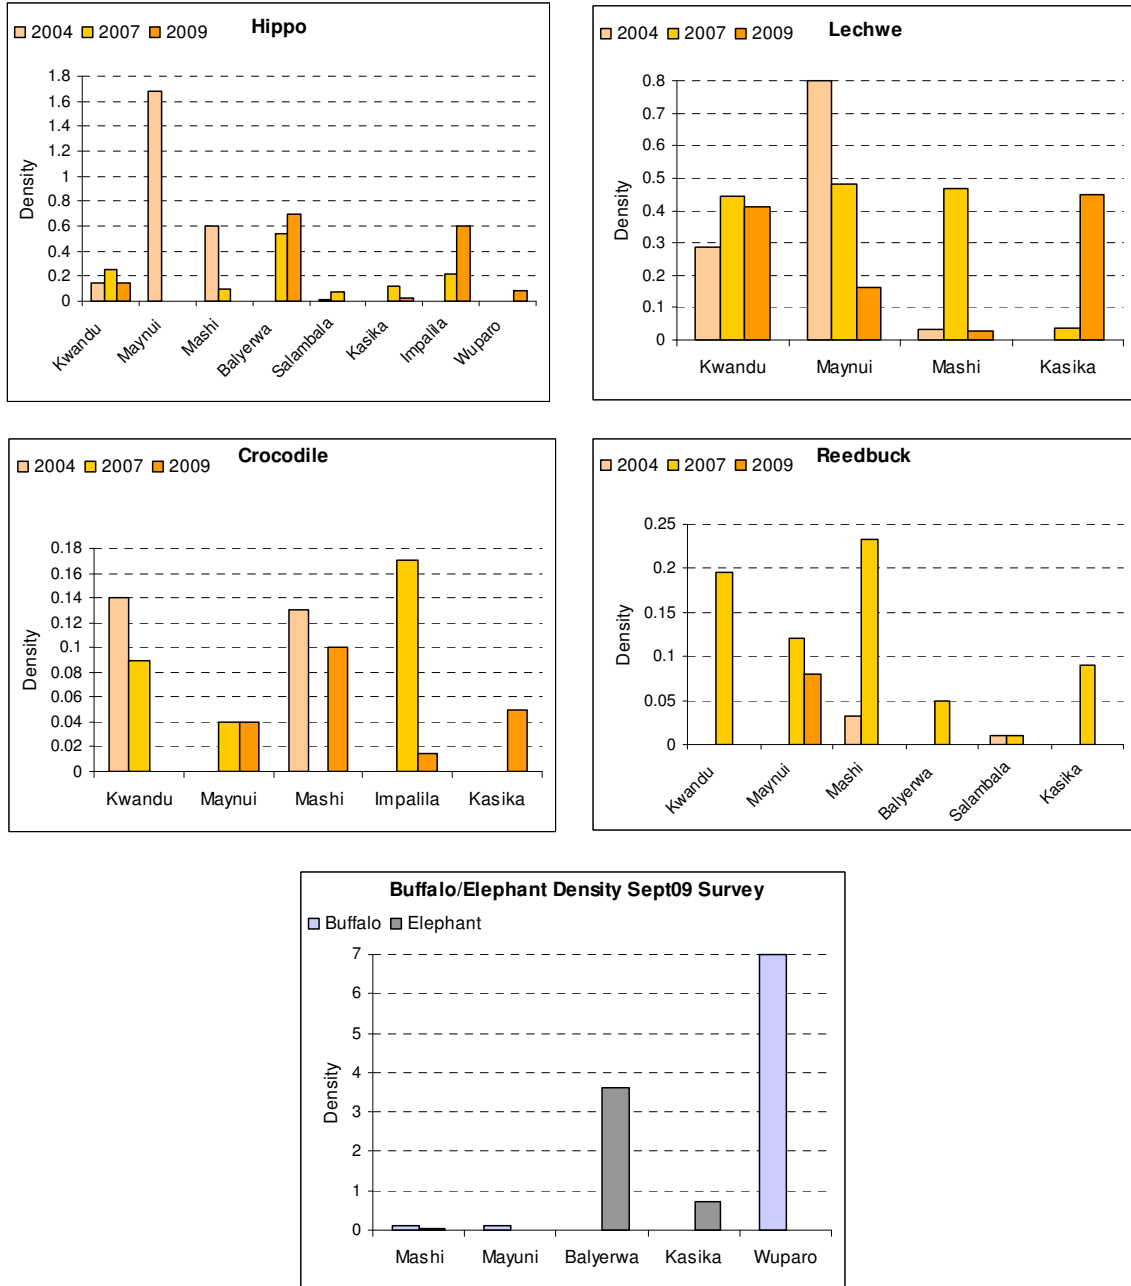 Hippo
2004 2007 2009
Density
1.8
1.6
1.4
1.2
1
0.8
0.6
0.4
0.2
0
Kwandu Maynui Mashi Balyerwa Salambala Kasika Impalila Wuparo
Lechwe
2004 2007 2009
Density
0.8
0.7
0.6
0.5
0.4
0.3
0.2
0.1
0
Kwandu Maynui Mashi Kasika
Crocodile
2004 2007 2009
Density
0.18
0.16
0.14
0.12
0.1
0.08
0.06
0.04
0.02
0
Kwandu Maynui Mashi Impalila Kasika
Reedbuck
2004 2007 2009
Density
0.25
0.2
0.15
0.1
0.05
0
Kwandu Maynui Mashi Balyerwa Salambala Kasika
Buffalo/Elephant Density Sept09 Survey
Buffalo Elephant
Density
7
6
5
4
3
2
1
0
Mashi Mayuni Balyerwa Kasika Wuparo